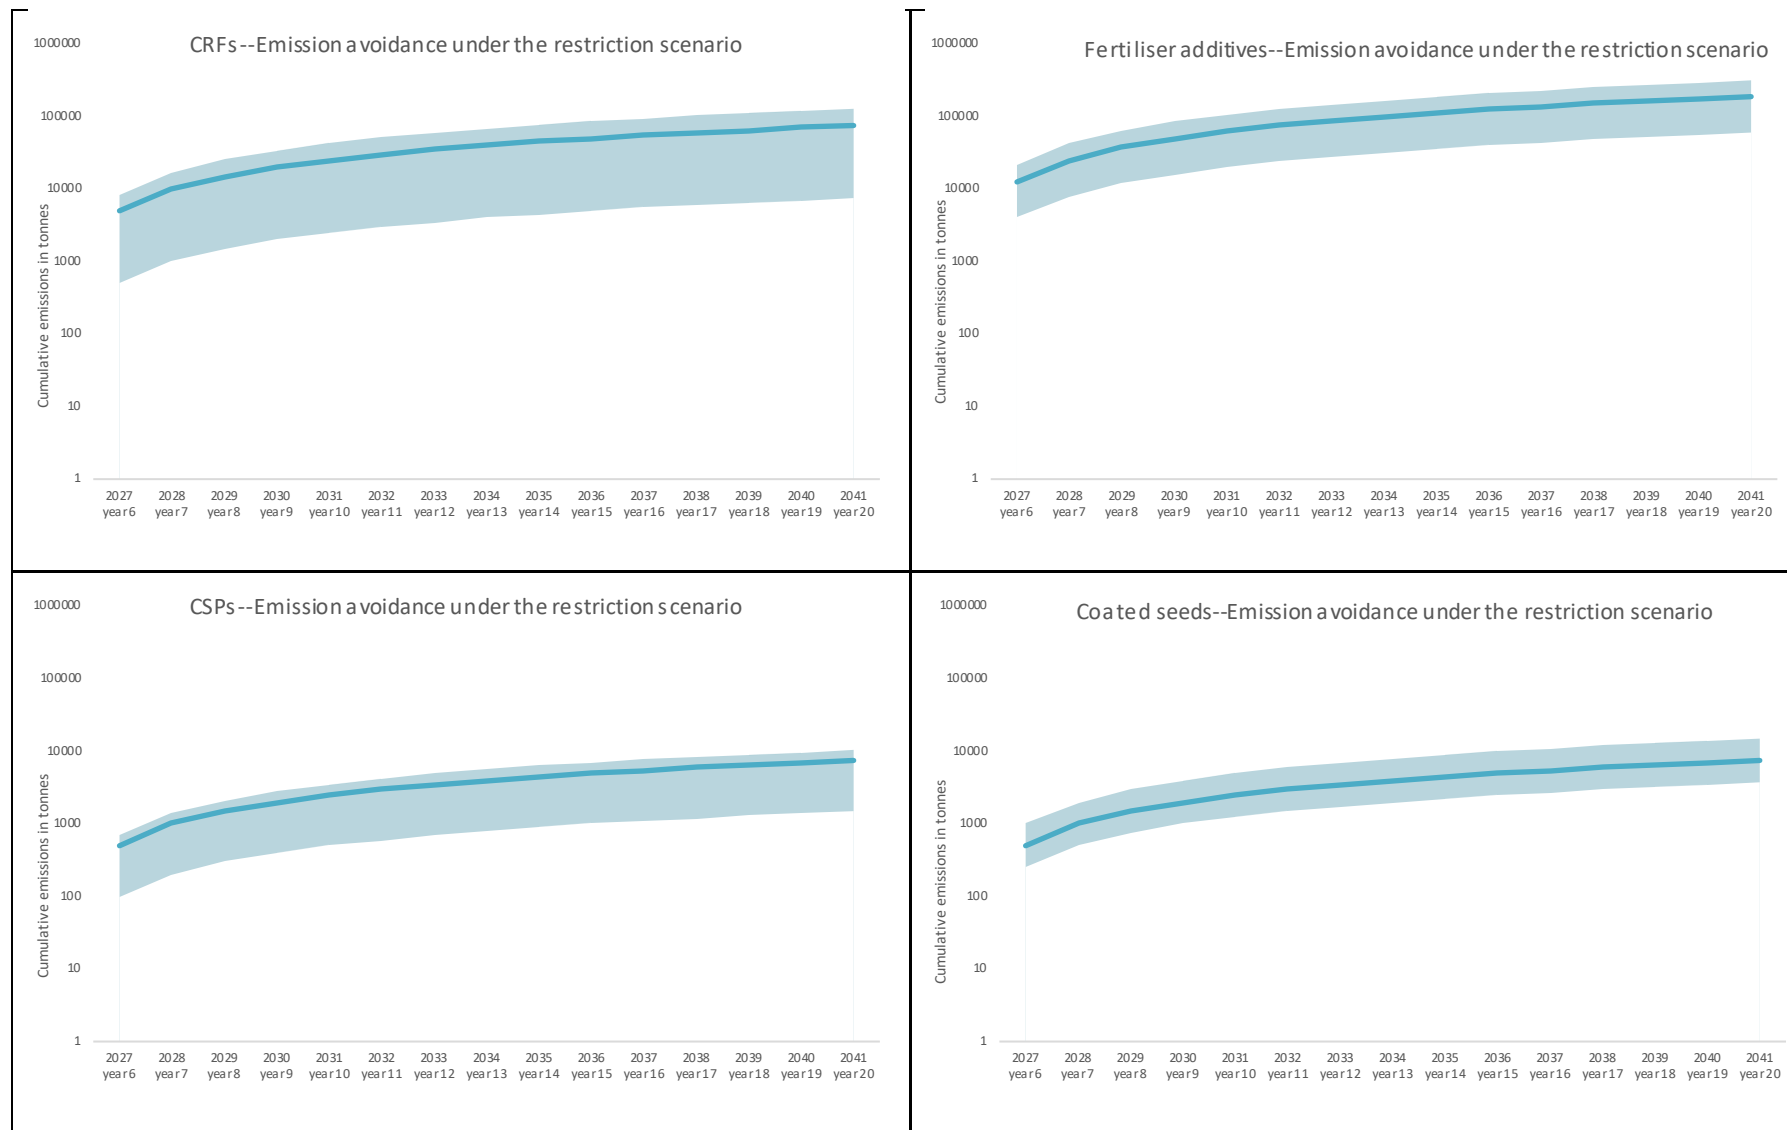 CRFs--Emission avoidance under the restriction scenario
1000000
100000
10000
1000
100
10
1
Cumulative emissions in tonnes
2027 2028 2029 2030 2031 2032 2033 2034 2035 2036 2037 2038 2039 2040 2041
year6 year7 year8 year9 year10 year11 year12 year13 year14 year15 year16 year17 year18 year19 year20
Fertiliser additives--Emission avoidance under the restriction scenario
1000000
100000
10000
1000
100
10
1
Cumulative emissions in tonnes
2027 2028 2029 2030 2031 2032 2033 2034 2035 2036 2037 2038 2039 2040 2041
year6 year7 year8 year9 year10 year11 year12 year13 year14 year15 year16 year17 year18 year19 year20
CSPs--Emission avoidance under the restriction scenario
1000000
100000
10000
1000
100
10
1
Cumulative emissions in tonnes
2027 2028 2029 2030 2031 2032 2033 2034 2035 2036 2037 2038 2039 2040 2041
year6 year7 year8 year9 year10 year11 year12 year13 year14 year15 year16 year17 year18 year19 year20
Coated seeds--Emission avoidance under the restriction scenario
1000000
100000
10000
1000
100
10
1
Cumulative emissions in tonnes
2027 2028 2029 2030 2031 2032 2033 2034 2035 2036 2037 2038 2039 2040 2041
year6 year7 year8 year9 year10 year11 year12 year13 year14 year15 year16 year17 year18 year19 year20